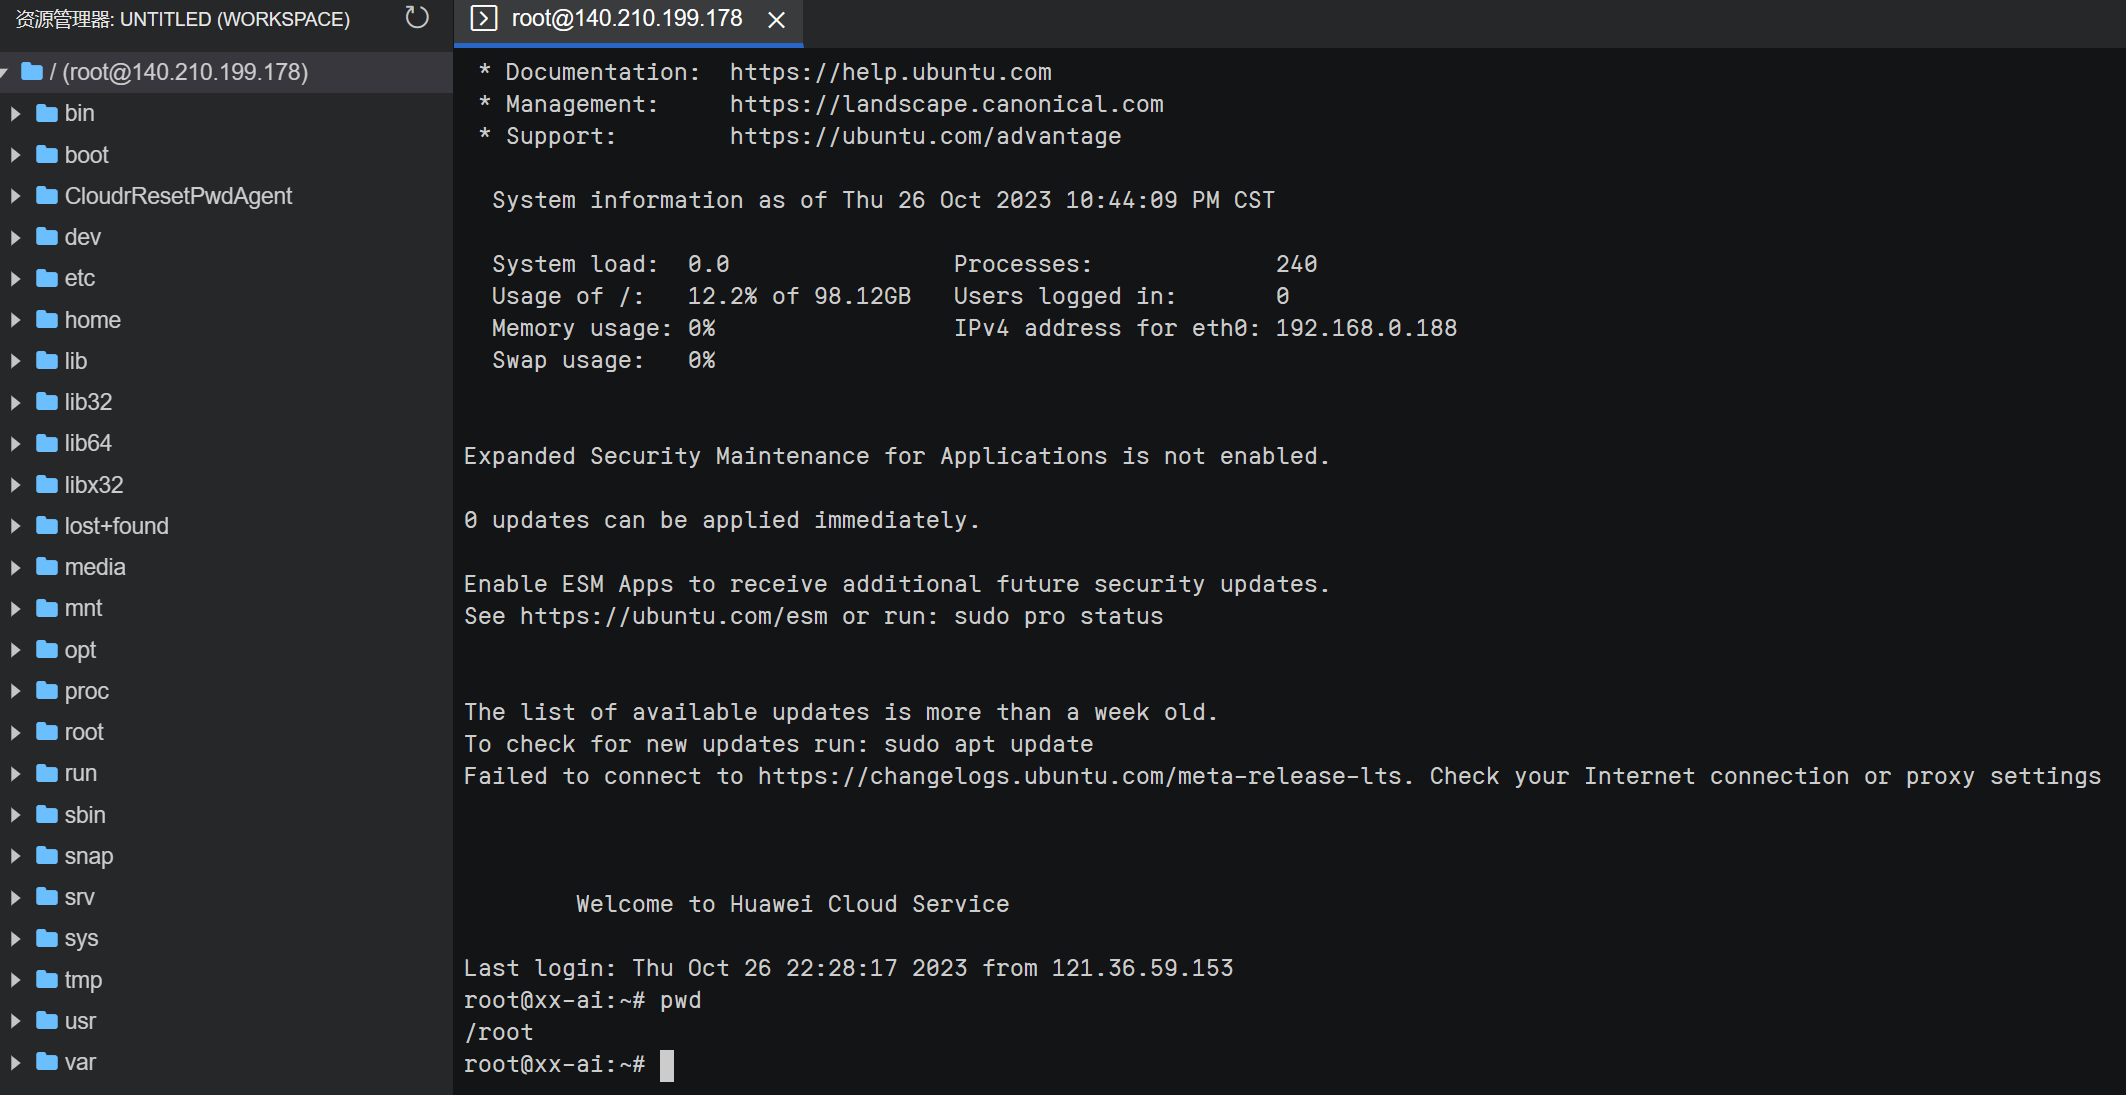 资源管理器: UNTITLED (WORKSPACE)
/ (root@140.210.199.178)
bin
boot
CloudrResetPwdAgent
dev
etc
home
lib
lib32
lib64
libx32
lost+found
media
mnt
opt
proc
root
run
sbin
snap
srv
sys
tmp
usr
var
root@140.210.199.178
* Documentation:  https://help.ubuntu.com
* Management:     https://landscape.canonical.com
* Support:        https://ubuntu.com/advantage
System information as of Thu 26 Oct 2023 10:44:09 PM CST
System load:  0.0                Processes:             240
Usage of /:   12.2% of 98.12GB   Users logged in:       0
Memory usage: 0%                 IPv4 address for eth0: 192.168.0.188
Swap usage:   0%
Expanded Security Maintenance for Applications is not enabled.
0 updates can be applied immediately.
Enable ESM Apps to receive additional future security updates.
See https://ubuntu.com/esm or run: sudo pro status
The list of available updates is more than a week old.
To check for new updates run: sudo apt update
Failed to connect to https://changelogs.ubuntu.com/meta-release-lts. Check your Internet connection or proxy settings
Welcome to Huawei Cloud Service
Last login: Thu Oct 26 22:28:17 2023 from 121.36.59.153
root@xx-ai:~# pwd
/root
root@xx-ai:~#